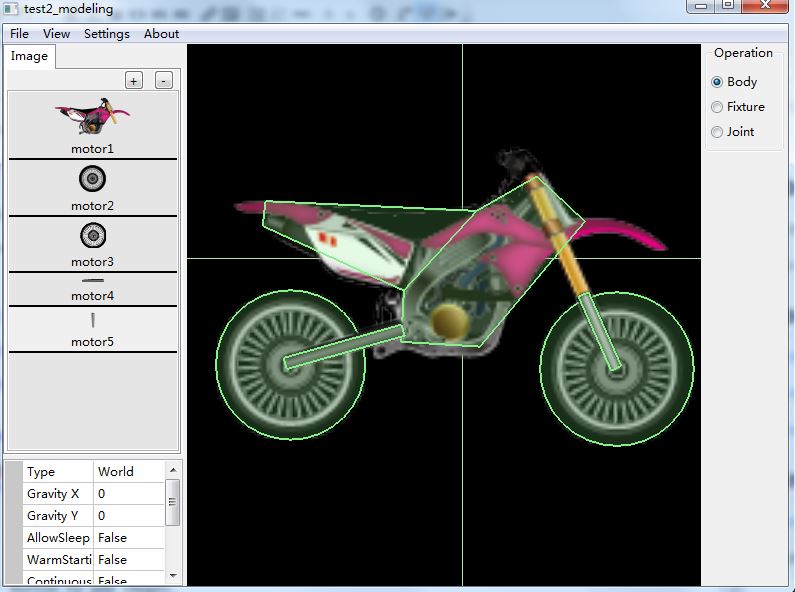 test2_modeling
File View Settings About
Image
+ -
motor1
motor2
motor3
motor4
motor5
Type World
Gravity X 0
Gravity Y 0
AllowSleep False
WarmStarti False
Continuous False
Operation
Body
Fixture
Joint